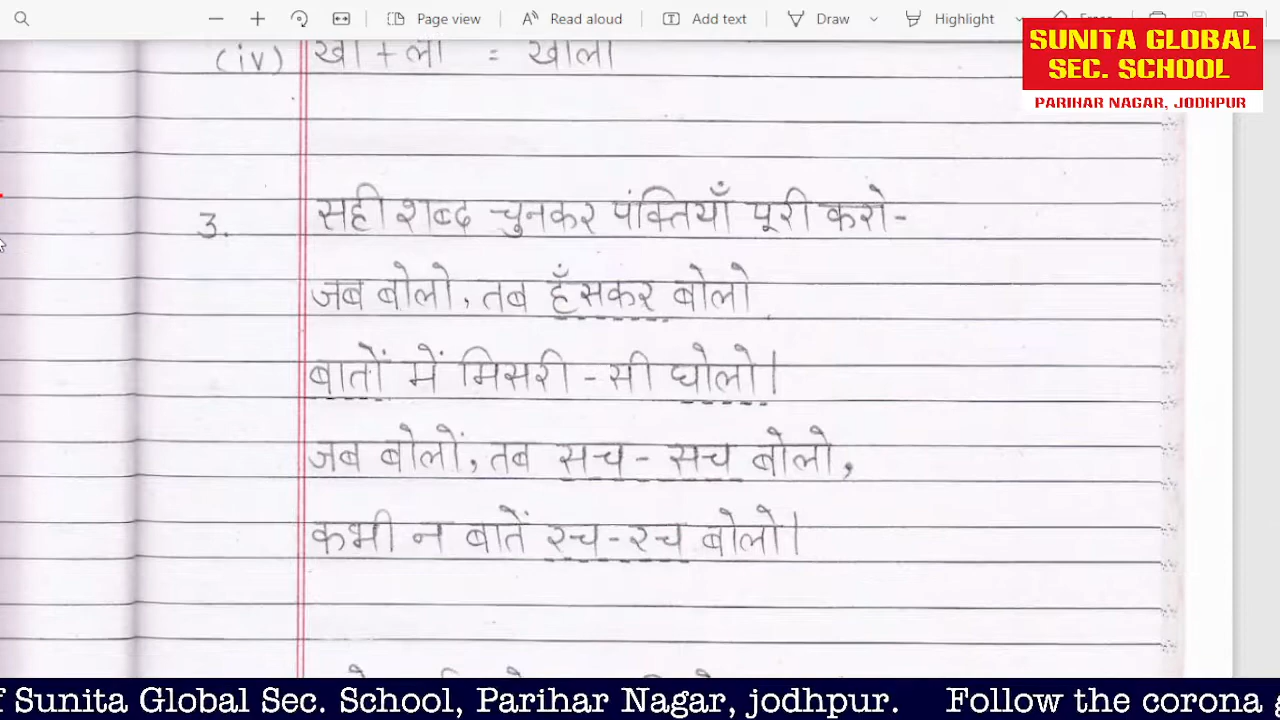 Page view Read aloud Add text Draw Highlight Erase
SUNITA GLOBAL
SEC. SCHOOL
PARIHAR NAGAR, JODHPUR
(iv) खा + ला = खाला
3. सही शब्द चुनकर पंक्तियाँ पूरी करो-
जब बोलो, तब हँसकर बोलो
बातों में मिसरी - सी घोलो।
जब बोलों, तब सच - सच बोलो,
कभी न बातें रच - रच बोलो।
f Sunita Global Sec. School, Parihar Nagar, jodhpur. Follow the corona g